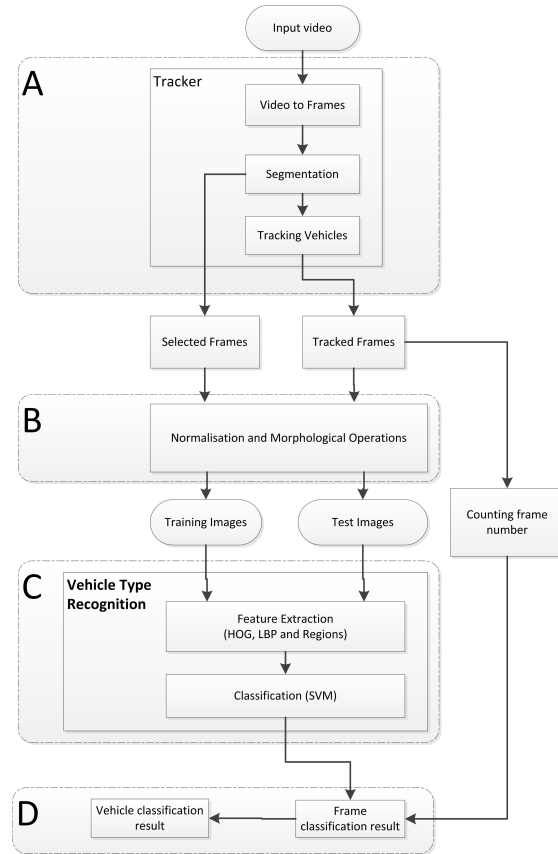 Input video
A
Tracker
Video to Frames
Segmentation
Tracking Vehicles
Selected Frames
Tracked Frames
B
Normalisation and Morphological Operations
Training Images
Test Images
Counting frame
number
C
Vehicle Type
Recognition
Feature Extraction
(HOG, LBP and Regions)
Classification (SVM)
D
Vehicle classification
result
Frame
classification result